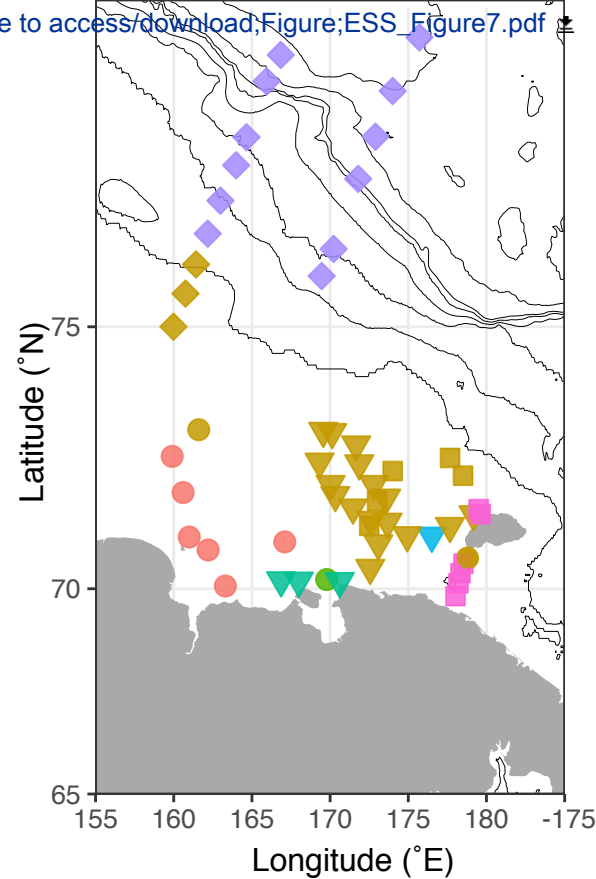 e to access/download;Figure;ESS_Figure7.pdf
Latitude (˚N)
75
70
65
155 160 165 170 175 180 -175
Longitude (˚E)